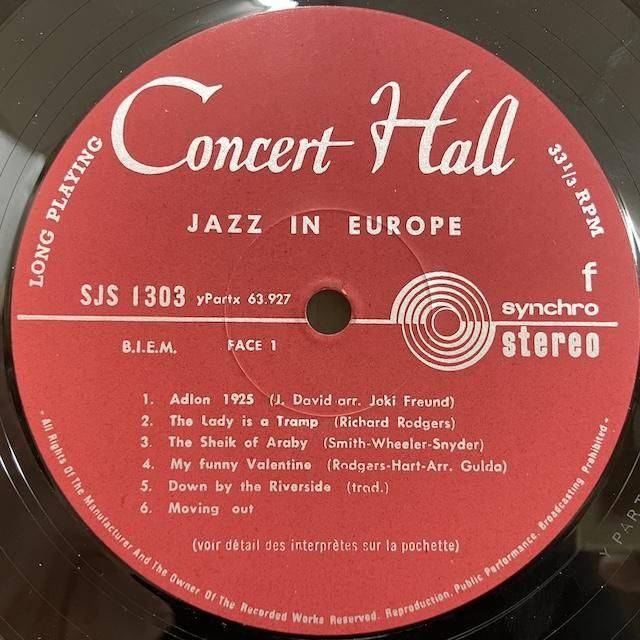 Concert Hall
LONG PLAYING
33 1/3 RPM
JAZZ IN EUROPE
f
SJS 1303 yPartx 63.927
synchro
stereo
B.I.E.M. FACE 1
1. Adlon 1925 (J. David arr. Joki Freund)
2. The Lady is a Tramp (Richard Rodgers)
3. The Sheik of Araby (Smith-Wheeler-Snyder)
4. My funny Valentine (Rodgers-Hart-Arr. Gulda)
5. Down by the Riverside (trad.)
6. Moving out
(voir détail des interprètes sur la pochette)
- All Rights Of The Manufacturer And The Owner Of The Recorded Works Reserved. Reproduction, Public Performance, Broadcasting Prohibited -
Y PART